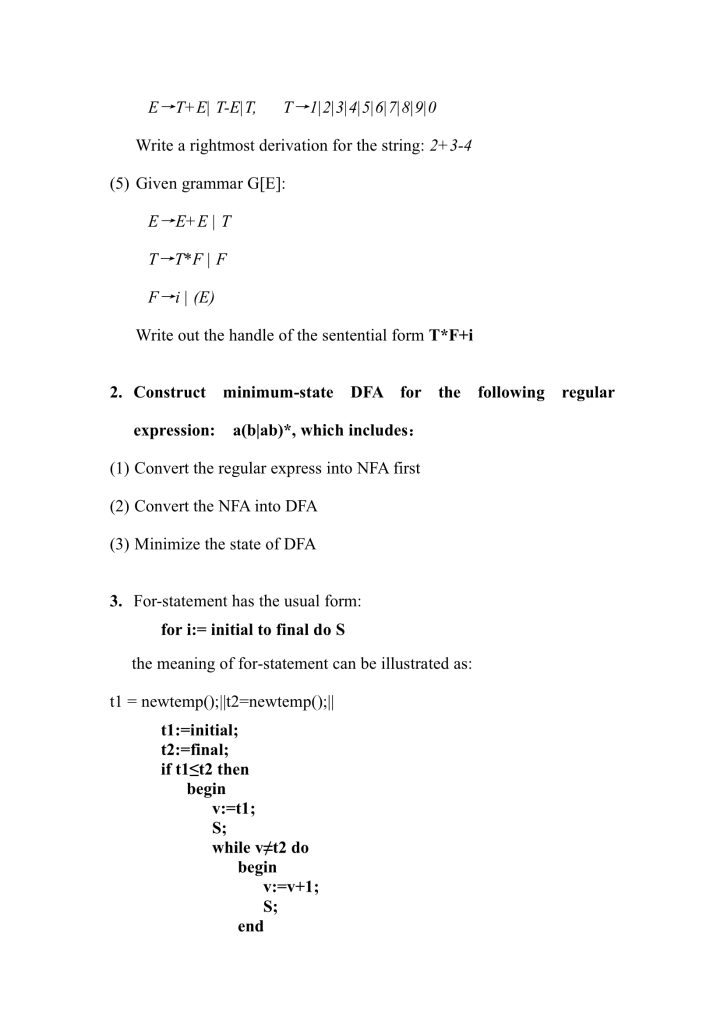 E→T+E| T-E|T, T→1|2|3|4|5|6|7|8|9|0
Write a rightmost derivation for the string: 2+3-4
(5) Given grammar G[E]:
E→E+E | T
T→T*F | F
F→i | (E)
Write out the handle of the sentential form T*F+i
2. Construct minimum-state DFA for the following regular
expression: a(b|ab)*, which includes：
(1) Convert the regular express into NFA first
(2) Convert the NFA into DFA
(3) Minimize the state of DFA
3. For-statement has the usual form:
for i:= initial to final do S
the meaning of for-statement can be illustrated as:
t1 = newtemp();||t2=newtemp();||
t1:=initial;
t2:=final;
if t1≤t2 then
begin
v:=t1;
S;
while v≠t2 do
begin
v:=v+1;
S;
end